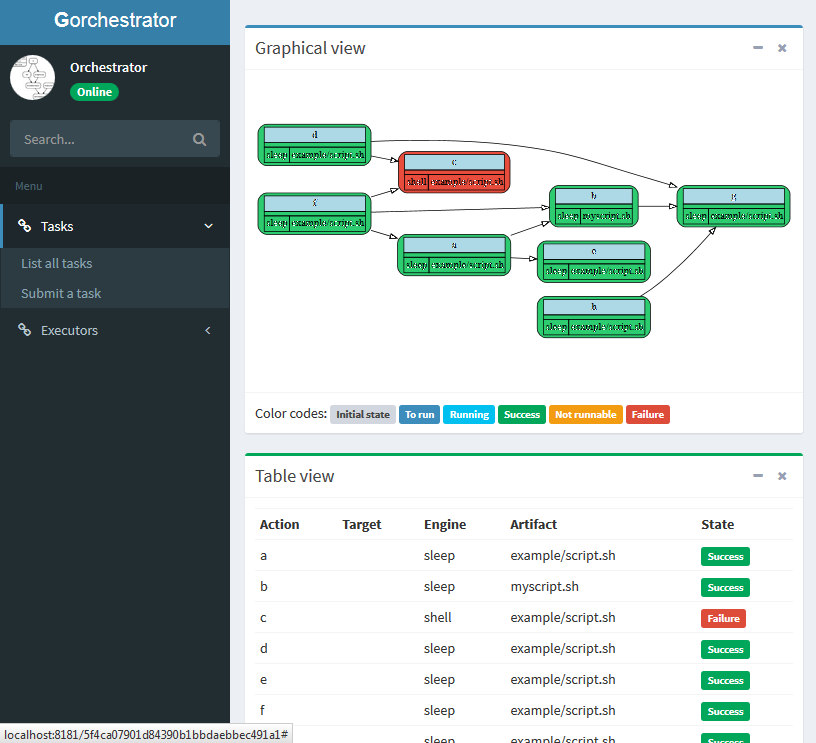 Gorchestrator
Orchestrator
Online
Search...
Menu
Tasks
List all tasks
Submit a task
Executors
Graphical view
d
sleep example/script.sh
c
shell example/script.sh
f
sleep example/script.sh
b
sleep myscript.sh
g
sleep example/script.sh
a
sleep example/script.sh
e
sleep example/script.sh
h
sleep example/script.sh
Color codes: Initial state To run Running Success Not runnable Failure
Table view
Action Target Engine Artifact State
a sleep example/script.sh Success
b sleep myscript.sh Success
c shell example/script.sh Failure
d sleep example/script.sh Success
e sleep example/script.sh Success
f sleep example/script.sh Success
sleep example/script.sh Success
localhost:8181/5f4ca07901d84390b1bbdaebbec491a1#